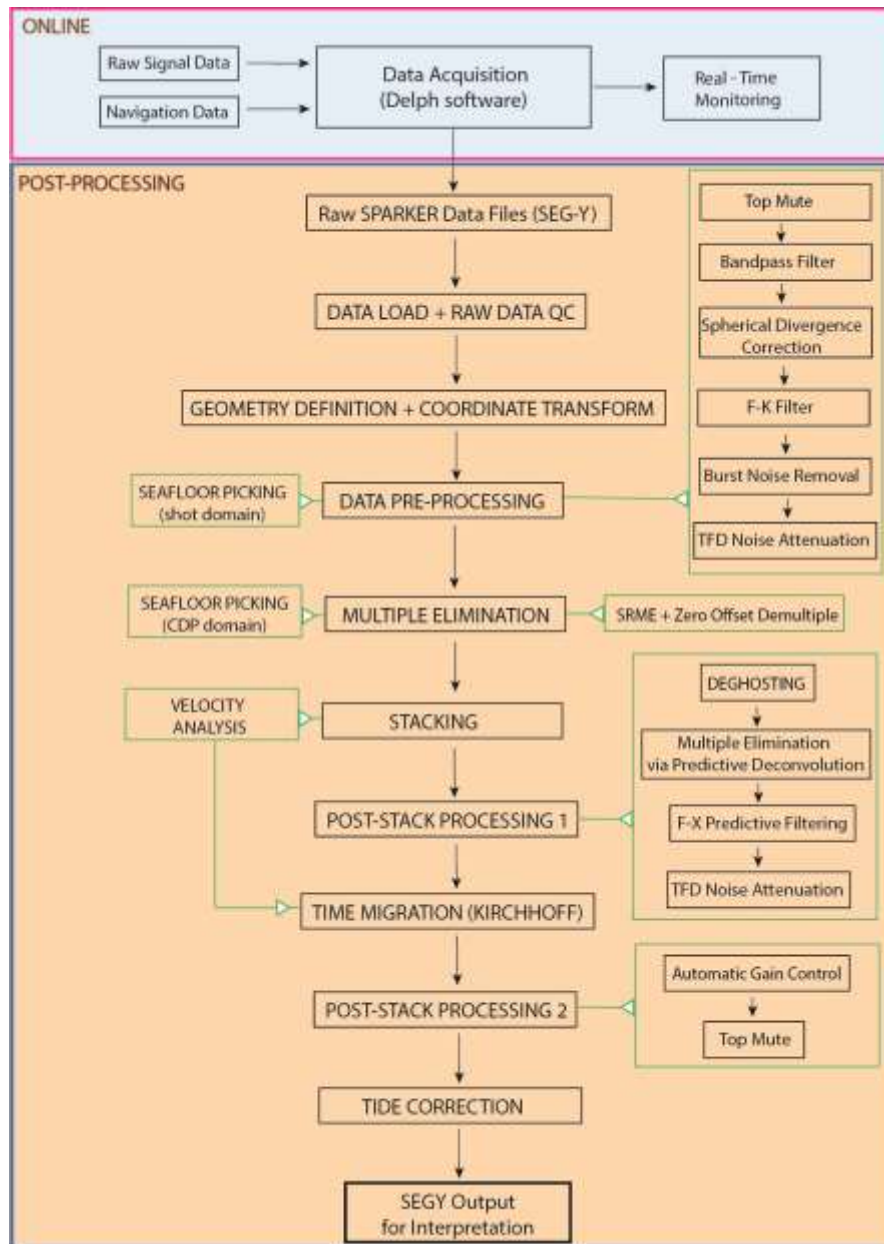 ONLINE
Raw Signal Data
Navigation Data
Data Acquisition
(Delph software)
Real - Time
Monitoring
POST-PROCESSING
Raw SPARKER Data Files (SEG-Y)
DATA LOAD + RAW DATA QC
GEOMETRY DEFINITION + COORDINATE TRANSFORM
SEAFLOOR PICKING
(shot domain)
DATA PRE-PROCESSING
Top Mute
Bandpass Filter
Spherical Divergence
Correction
F-K Filter
Burst Noise Removal
TFD Noise Attenuation
SEAFLOOR PICKING
(CDP domain)
MULTIPLE ELIMINATION
SRME + Zero Offset Demultiple
VELOCITY
ANALYSIS
STACKING
POST-STACK PROCESSING 1
DEGHOSTING
Multiple Elimination
via Predictive Deconvolution
F-X Predictive Filtering
TFD Noise Attenuation
TIME MIGRATION (KIRCHHOFF)
POST-STACK PROCESSING 2
Automatic Gain Control
Top Mute
TIDE CORRECTION
SEGY Output
for Interpretation